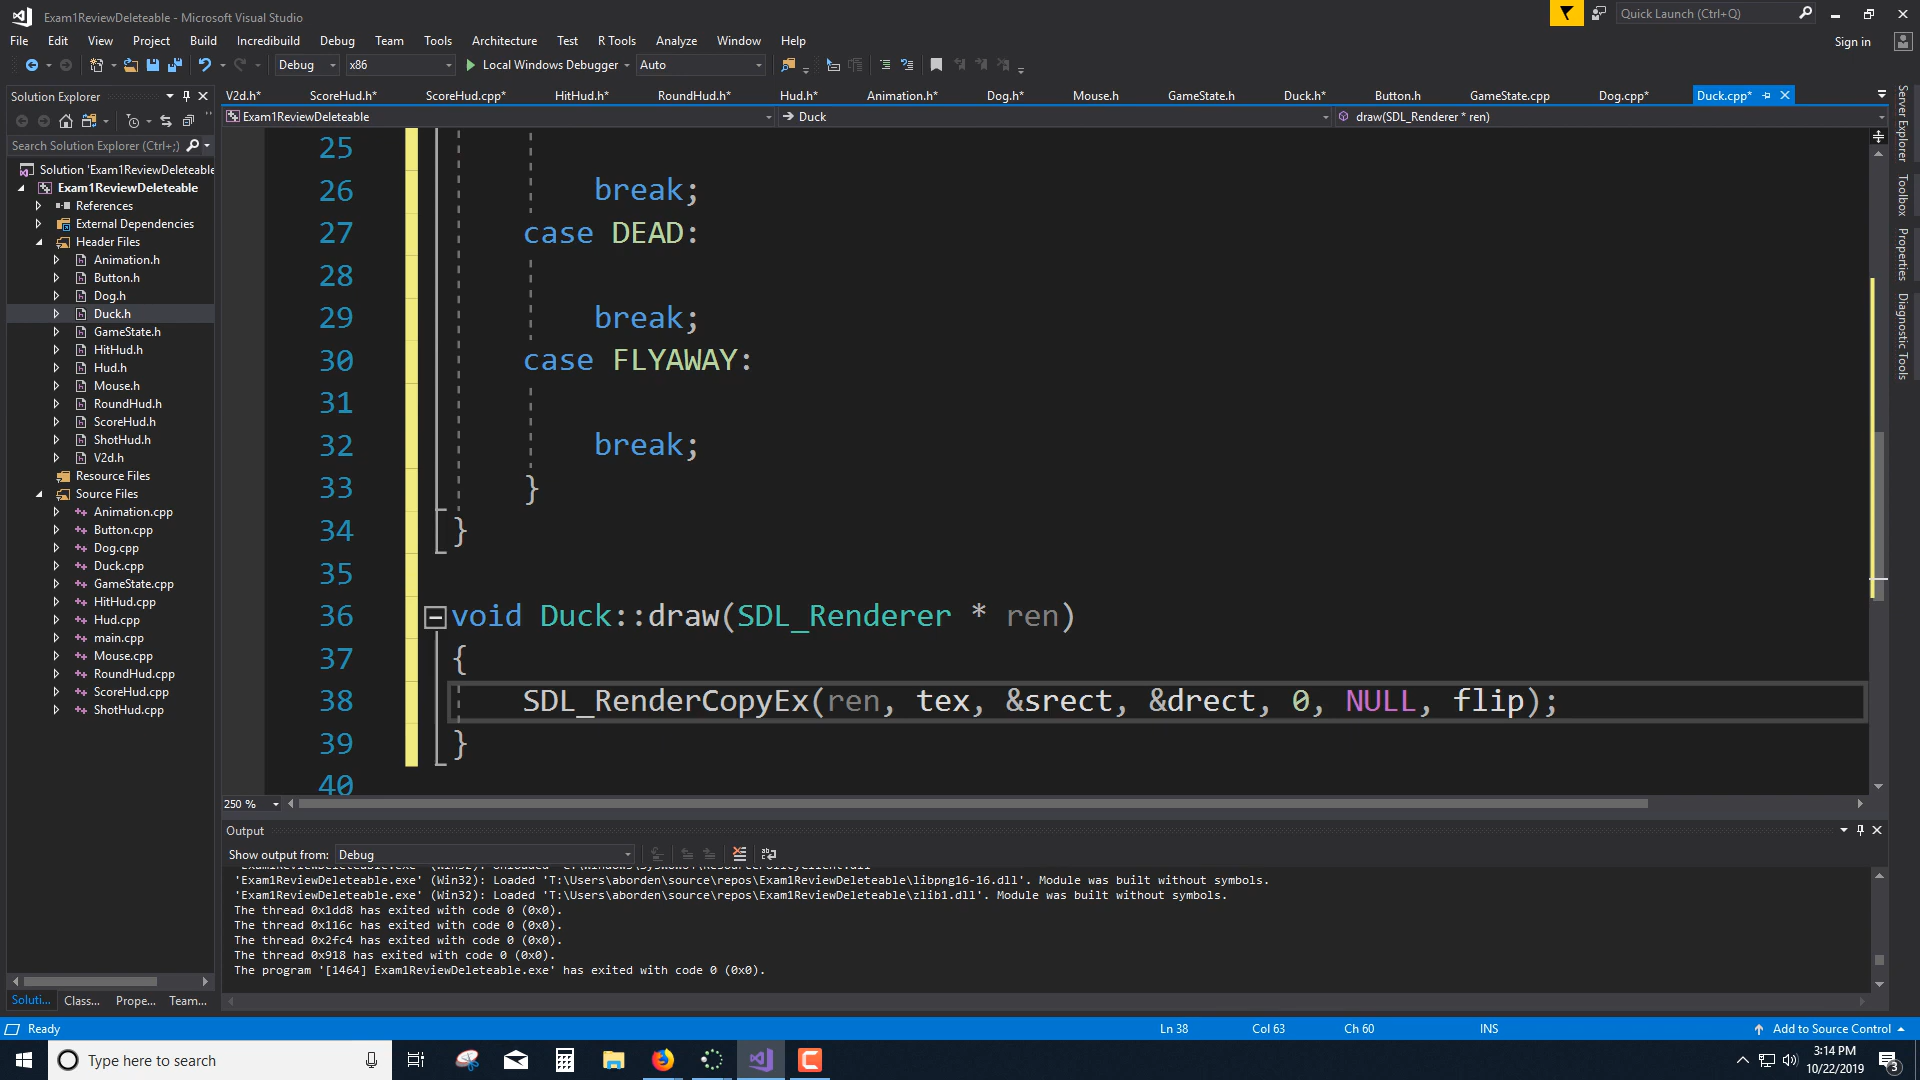 Exam1ReviewDeleteable - Microsoft Visual Studio
Quick Launch (Ctrl+Q)
File Edit View Project Build Incredibuild Debug Team Tools Architecture Test R Tools Analyze Window Help
Sign in
Debug x86 Local Windows Debugger Auto
Solution Explorer
V2d.h* ScoreHud.h* ScoreHud.cpp* HitHud.h* RoundHud.h* Hud.h* Animation.h* Dog.h* Mouse.h GameState.h Duck.h* Button.h GameState.cpp Dog.cpp* Duck.cpp*
Exam1ReviewDeleteable Duck draw(SDL_Renderer * ren)
Search Solution Explorer (Ctrl+;)
Solution 'Exam1ReviewDeleteable
Exam1ReviewDeleteable
References
External Dependencies
Header Files
Animation.h
Button.h
Dog.h
Duck.h
GameState.h
HitHud.h
Hud.h
Mouse.h
RoundHud.h
ScoreHud.h
ShotHud.h
V2d.h
Resource Files
Source Files
Animation.cpp
Button.cpp
Dog.cpp
Duck.cpp
GameState.cpp
HitHud.cpp
Hud.cpp
main.cpp
Mouse.cpp
RoundHud.cpp
ScoreHud.cpp
ShotHud.cpp
Soluti... Class... Prope... Team...
25
26 break;
27 case DEAD:
28
29 break;
30 case FLYAWAY:
31
32 break;
33 }
34 }
35
36 void Duck::draw(SDL_Renderer * ren)
37 {
38 SDL_RenderCopyEx(ren, tex, &srect, &drect, 0, NULL, flip);
39 }
40
250 %
Server Explorer
Toolbox
Properties
Diagnostic Tools
Output
Show output from: Debug
'Exam1ReviewDeleteable.exe' (Win32): Loaded 'T:\Users\aborden\source\repos\Exam1ReviewDeleteable\libpng16-16.dll'. Module was built without symbols.
'Exam1ReviewDeleteable.exe' (Win32): Loaded 'T:\Users\aborden\source\repos\Exam1ReviewDeleteable\zlib1.dll'. Module was built without symbols.
The thread 0x1dd8 has exited with code 0 (0x0).
The thread 0x116c has exited with code 0 (0x0).
The thread 0x2fc4 has exited with code 0 (0x0).
The thread 0x918 has exited with code 0 (0x0).
The program '[1464] Exam1ReviewDeleteable.exe' has exited with code 0 (0x0).
Ready Ln 38 Col 63 Ch 60 INS Add to Source Control
Type here to search
3:14 PM
10/22/2019
3